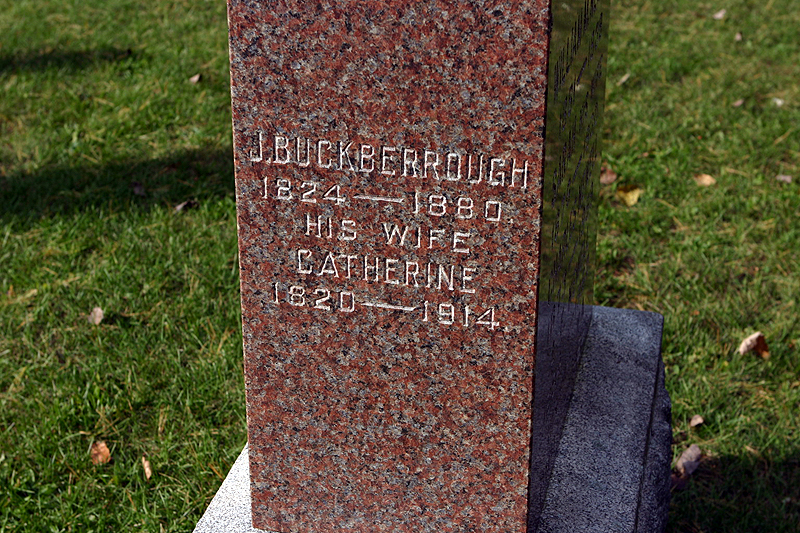 J. BUCKBERROUGH
1824 — 1880.
HIS WIFE
CATHERINE
1820 — 1914.